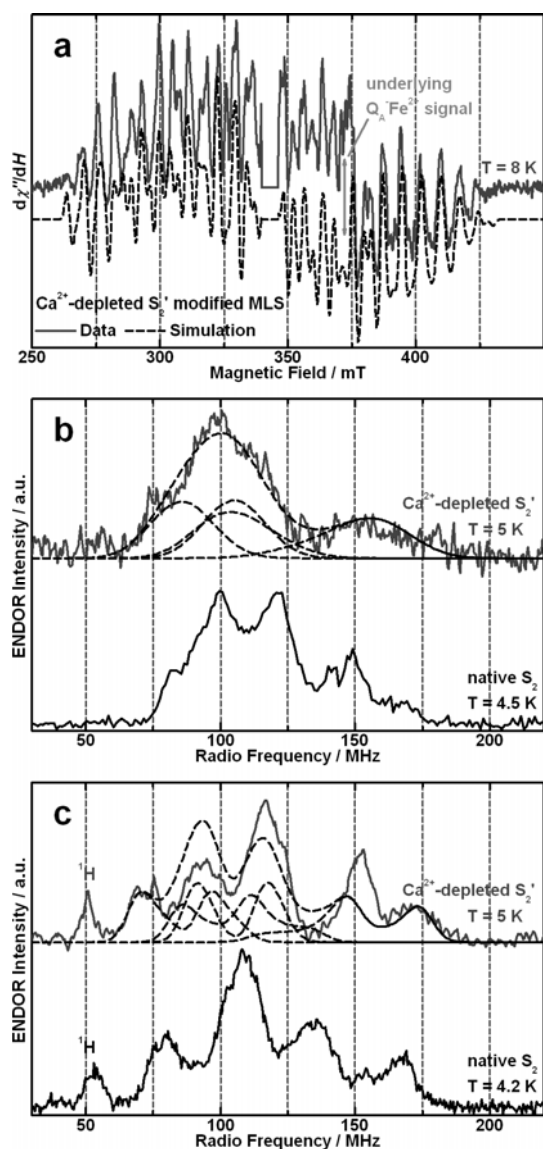 a
underlying
Q_A^-Fe²⁺ signal
T = 8 K
dχ''/dH
Ca²⁺-depleted S₂' modified MLS
Data Simulation
250 300 350 400
Magnetic Field / mT
b
Ca²⁺-depleted S₂'
T = 5 K
ENDOR Intensity / a.u.
native S₂
T = 4.5 K
50 100 150 200
Radio Frequency / MHz
c
¹H
Ca²⁺-depleted S₂'
T = 5 K
ENDOR Intensity / a.u.
¹H
native S₂
T = 4.2 K
50 100 150 200
Radio Frequency / MHz